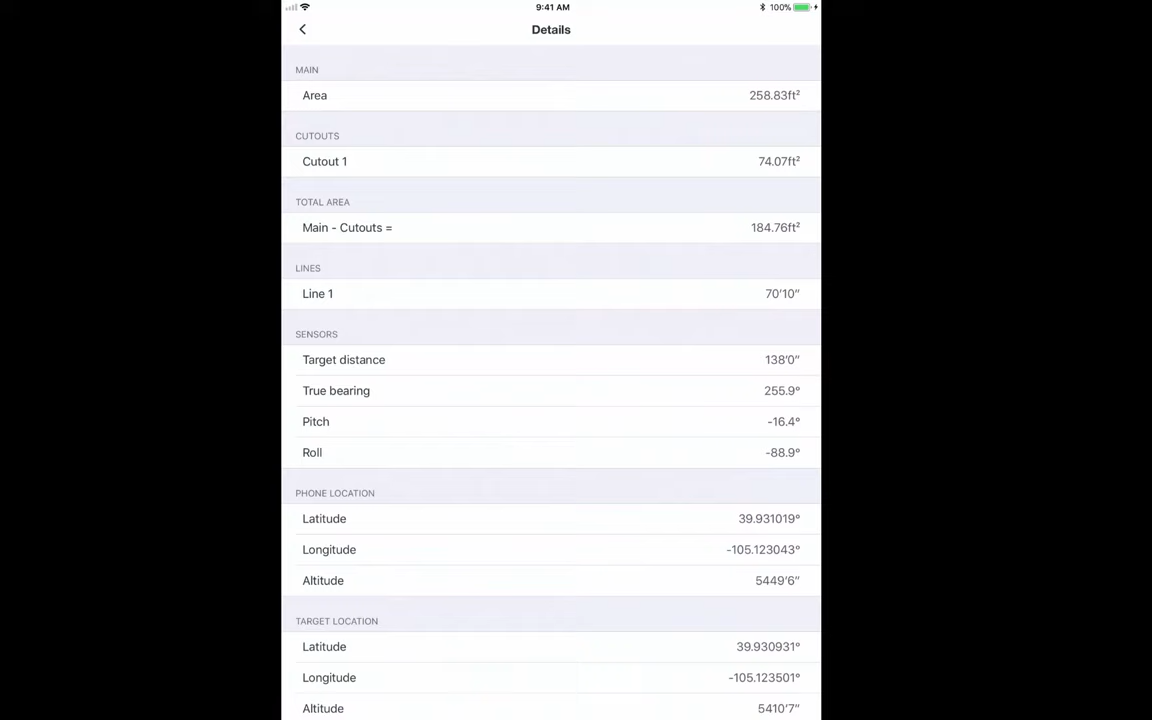 9:41 AM
100%
Details
MAIN
Area 258.83ft²
CUTOUTS
Cutout 1 74.07ft²
TOTAL AREA
Main - Cutouts = 184.76ft²
LINES
Line 1 70'10"
SENSORS
Target distance 138'0"
True bearing 255.9°
Pitch -16.4°
Roll -88.9°
PHONE LOCATION
Latitude 39.931019°
Longitude -105.123043°
Altitude 5449'6"
TARGET LOCATION
Latitude 39.930931°
Longitude -105.123501°
Altitude 5410'7"